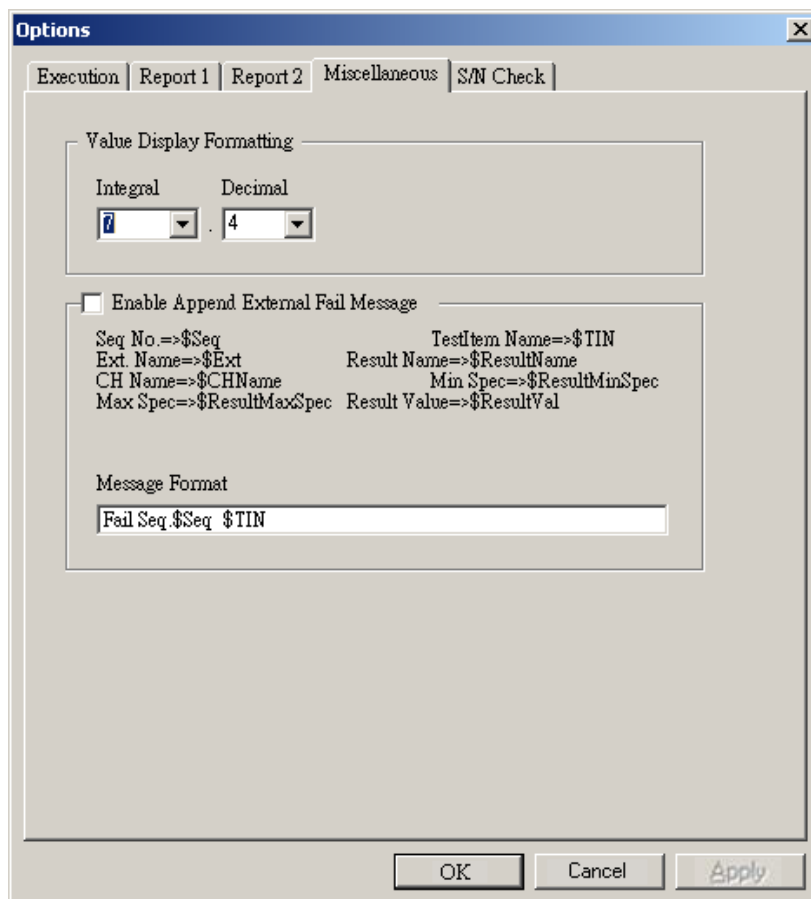 Options
Execution Report 1 Report 2 Miscellaneous S/N Check
Value Display Formatting
Integral Decimal
7 . 4
Enable Append External Fail Message
Seq No.=>$Seq TestItem Name=>$TIN
Ext. Name=>$Ext Result Name=>$ResultName
CH Name=>$CHName Min Spec=>$ResultMinSpec
Max Spec=>$ResultMaxSpec Result Value=>$ResultVal
Message Format
Fail Seq.$Seq  $TIN
OK Cancel Apply